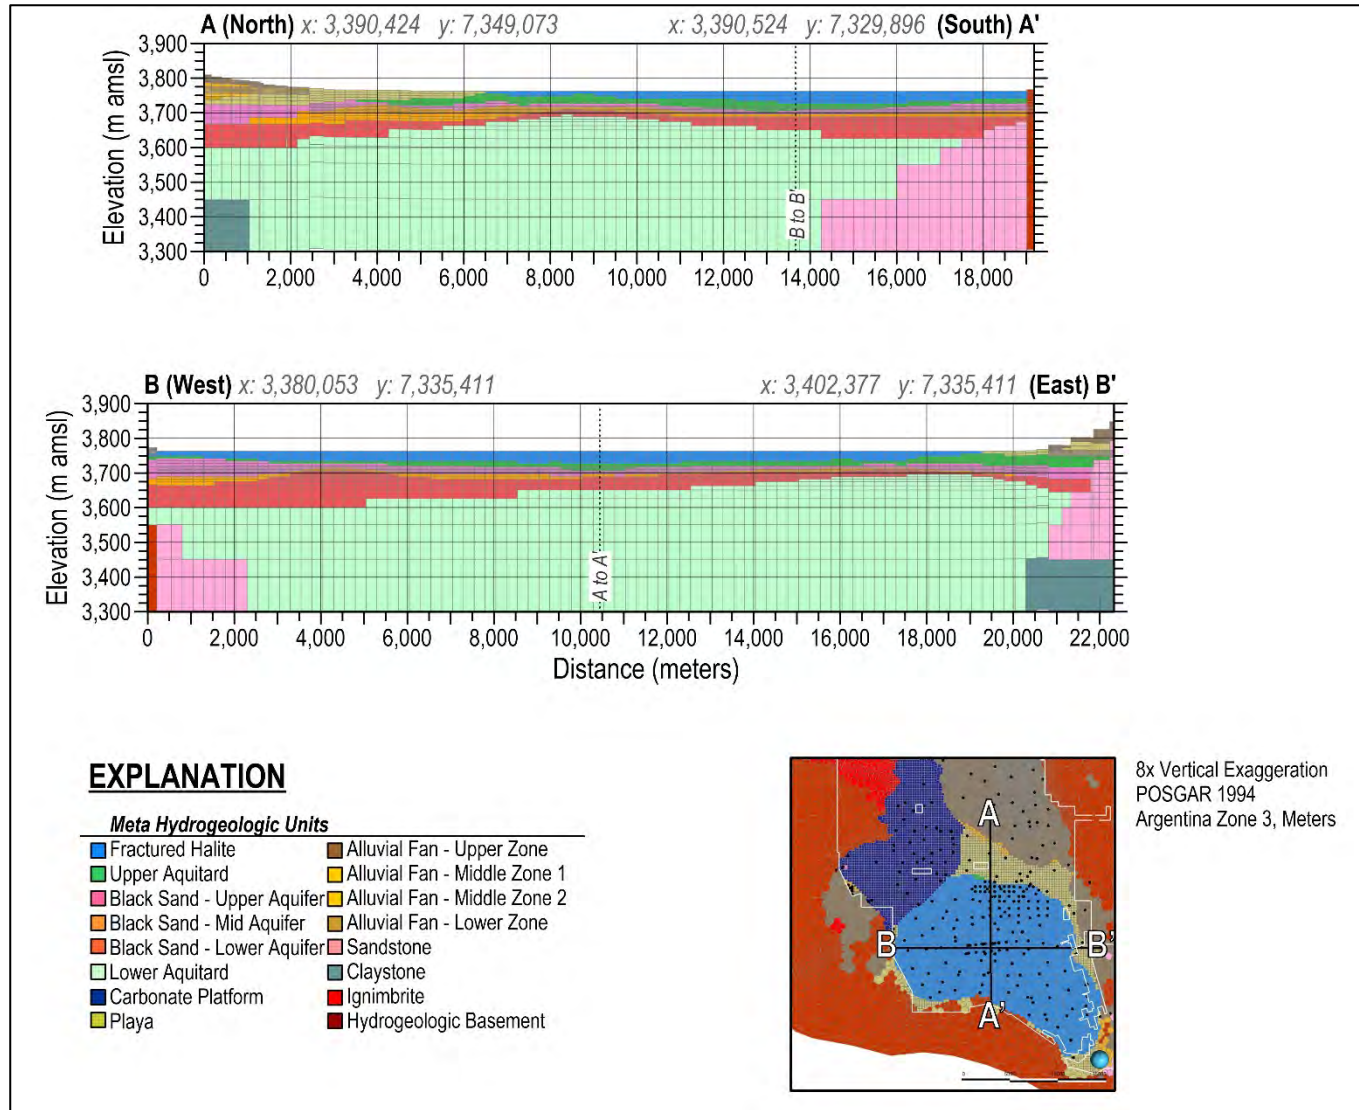 A (North) x: 3,390,424 y: 7,349,073 x: 3,390,524 y: 7,329,896 (South) A'
3,900
3,800
3,700
3,600
3,500
3,400
3,300
Elevation (m amsl)
B to B'
0 2,000 4,000 6,000 8,000 10,000 12,000 14,000 16,000 18,000
B (West) x: 3,380,053 y: 7,335,411 x: 3,402,377 y: 7,335,411 (East) B'
3,900
3,800
3,700
3,600
3,500
3,400
3,300
Elevation (m amsl)
A to A'
0 2,000 4,000 6,000 8,000 10,000 12,000 14,000 16,000 18,000 20,000 22,000
Distance (meters)
EXPLANATION
Meta Hydrogeologic Units
Fractured Halite
Upper Aquitard
Black Sand - Upper Aquifer
Black Sand - Mid Aquifer
Black Sand - Lower Aquifer
Lower Aquitard
Carbonate Platform
Playa
Alluvial Fan - Upper Zone
Alluvial Fan - Middle Zone 1
Alluvial Fan - Middle Zone 2
Alluvial Fan - Lower Zone
Sandstone
Claystone
Ignimbrite
Hydrogeologic Basement
A
B B'
A'
8x Vertical Exaggeration
POSGAR 1994
Argentina Zone 3, Meters